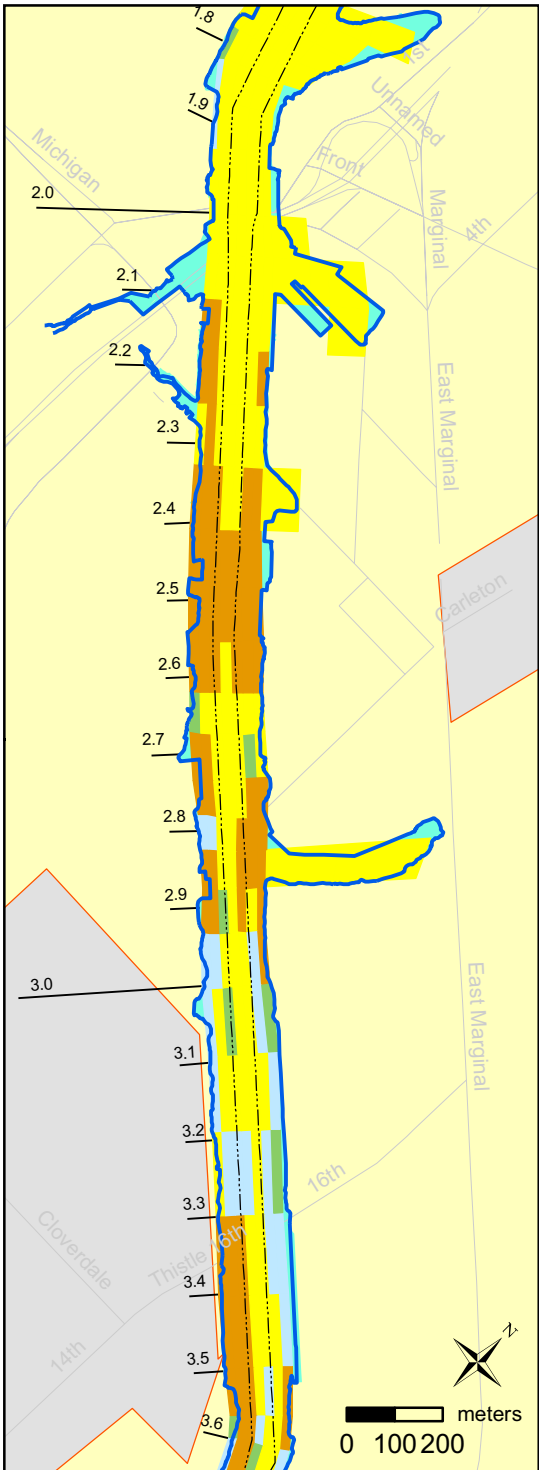 1.8
1st
1.9
Unnamed
Michigan
Front
2.0
Marginal
4th
2.1
2.2
East Marginal
2.3
2.4
2.5
Carleton
2.6
2.7
2.8
2.9
3.0
East Marginal
3.1
3.2
16th
3.3
Cloverdale
Thistle 16th
3.4
14th
N
3.5
3.6
meters
0 100 200